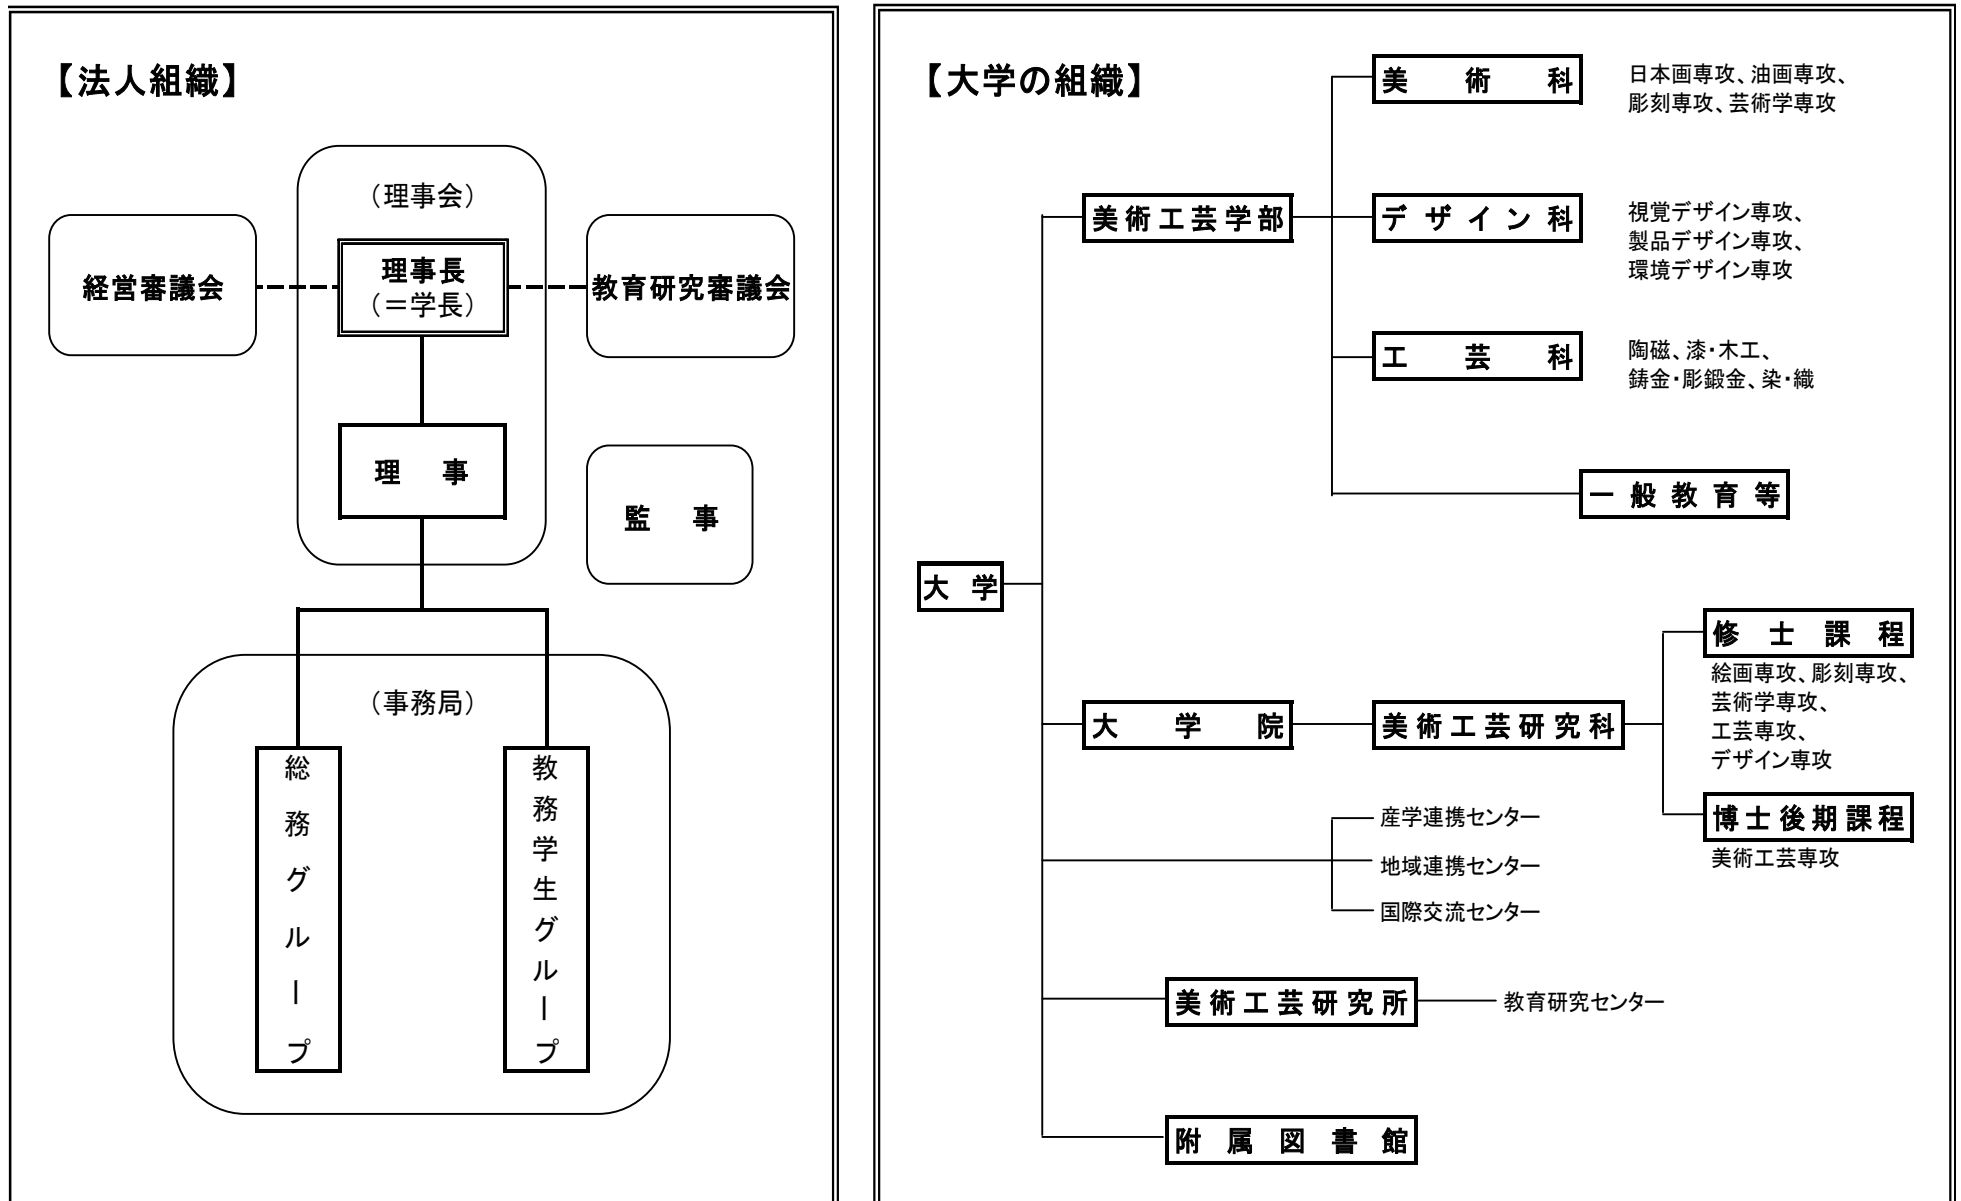 【法人組織】
（理事会）
経営審議会
理事長
（＝学長）
教育研究審議会
理事
監事
（事務局）
総務グループ
教務学生グループ
【大学の組織】
大学
美術工芸学部
美術科
日本画専攻、油画専攻、
彫刻専攻、芸術学専攻
デザイン科
視覚デザイン専攻、
製品デザイン専攻、
環境デザイン専攻
工芸科
陶磁、漆・木工、
鋳金・彫鍛金、染・織
一般教育等
大学院
美術工芸研究科
修士課程
絵画専攻、彫刻専攻、
芸術学専攻、
工芸専攻、
デザイン専攻
博士後期課程
美術工芸専攻
産学連携センター
地域連携センター
国際交流センター
美術工芸研究所
教育研究センター
附属図書館